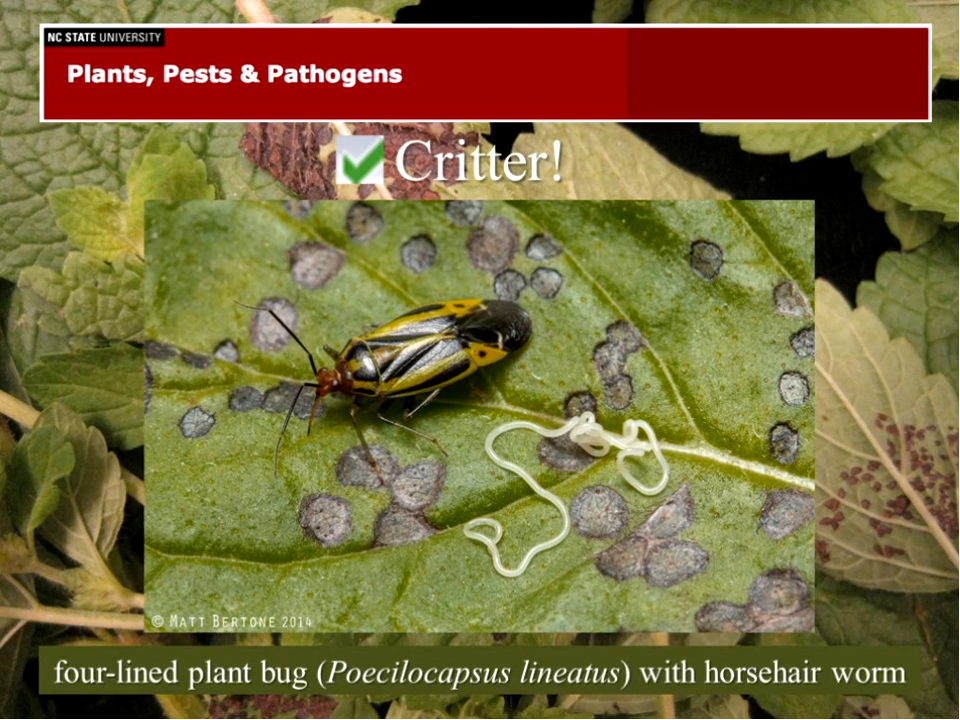 NC STATE UNIVERSITY
Plants, Pests & Pathogens
Critter!
© MATT BERTONE 2014
four-lined plant bug (Poecilocapsus lineatus) with horsehair worm